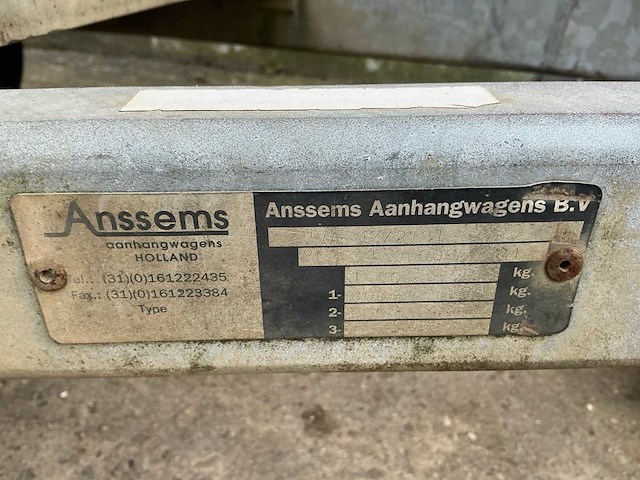 Anssems
aanhangwagens
HOLLAND
Tel.: (31)(0)161222435
Fax.: (31)(0)161223384
Type
Anssems Aanhangwagens B.V
kg.
1- kg.
2- kg.
3- kg.